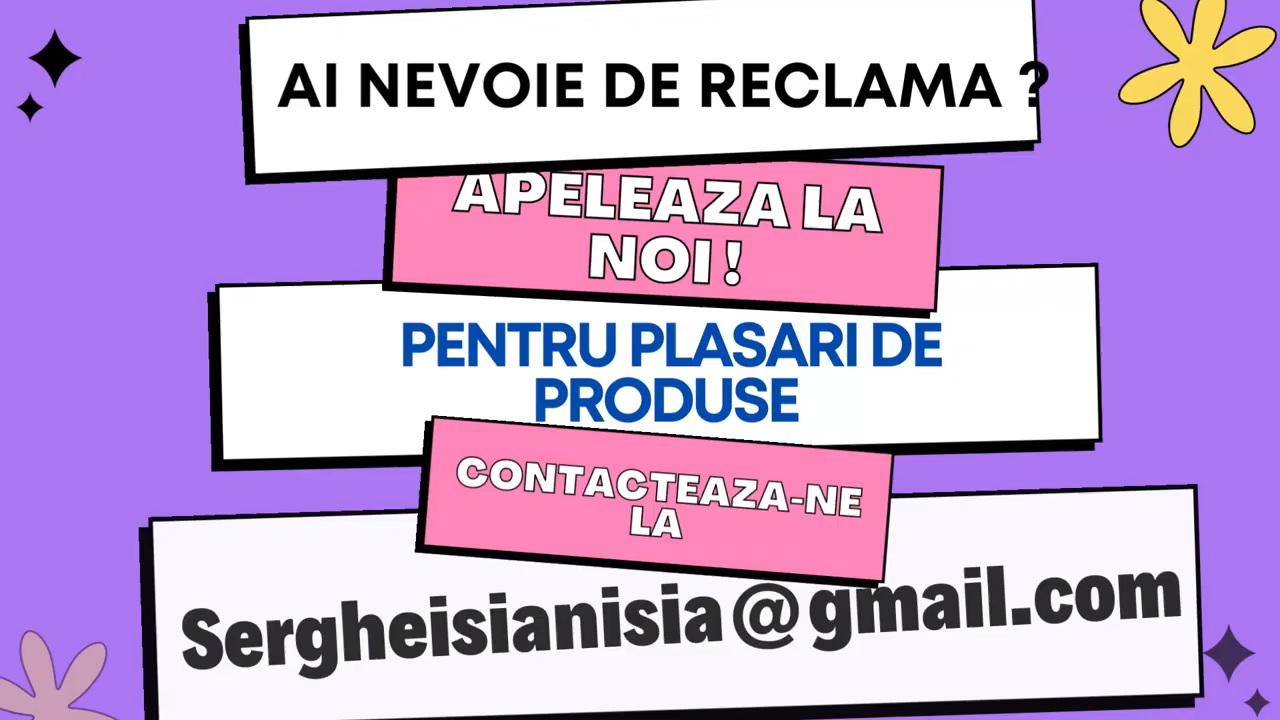 AI NEVOIE DE RECLAMA ?
APELEAZA LA
NOI !
PENTRU PLASARI DE
PRODUSE
CONTACTEAZA-NE
LA
Sergheisianisia@gmail.com